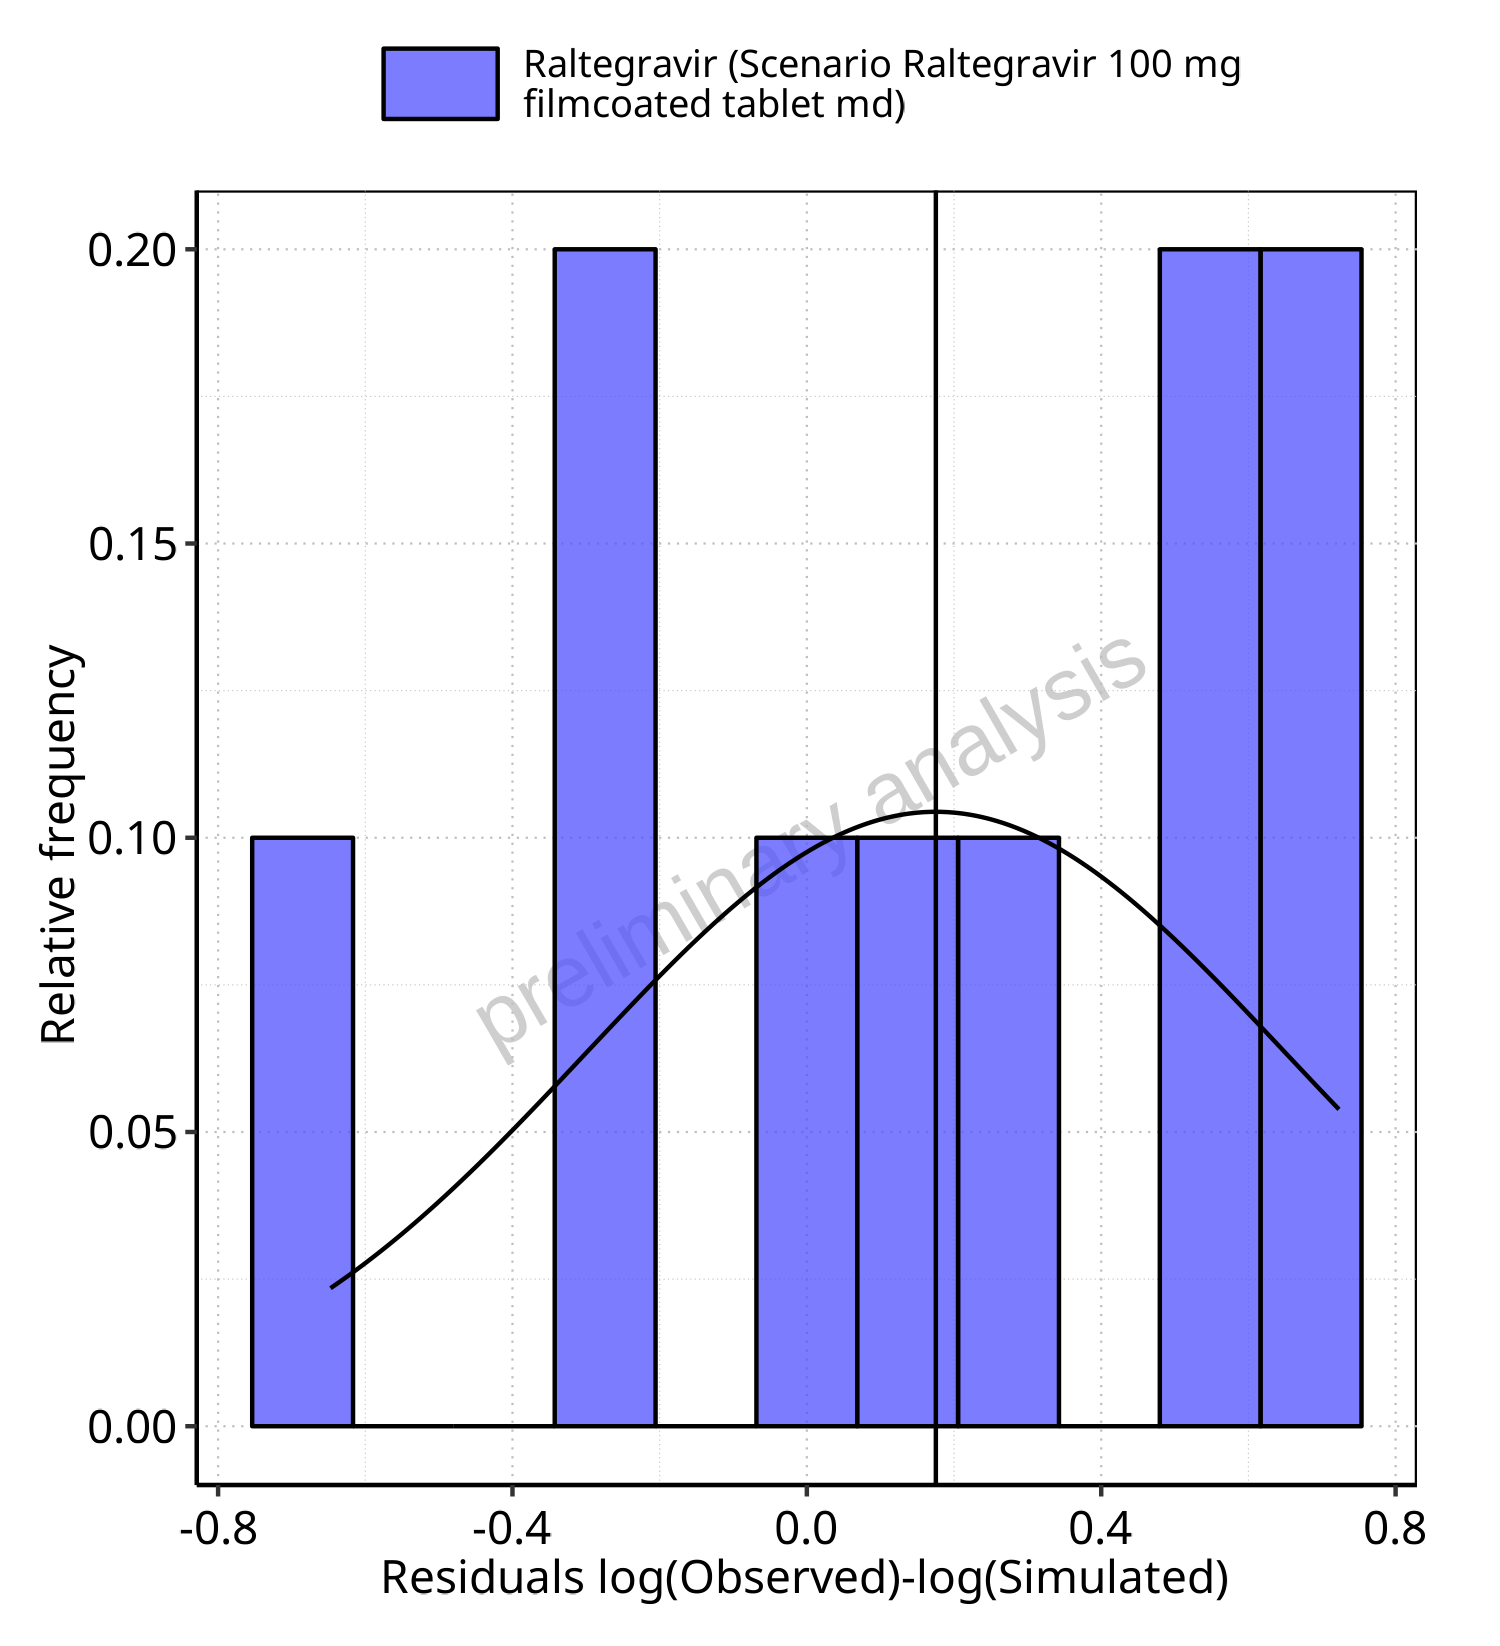 Raltegravir (Scenario Raltegravir 100 mg
filmcoated tablet md)
0.20
0.15
0.10
0.05
0.00
Relative frequency
preliminary analysis
-0.8 -0.4 0.0 0.4 0.8
Residuals log(Observed)-log(Simulated)